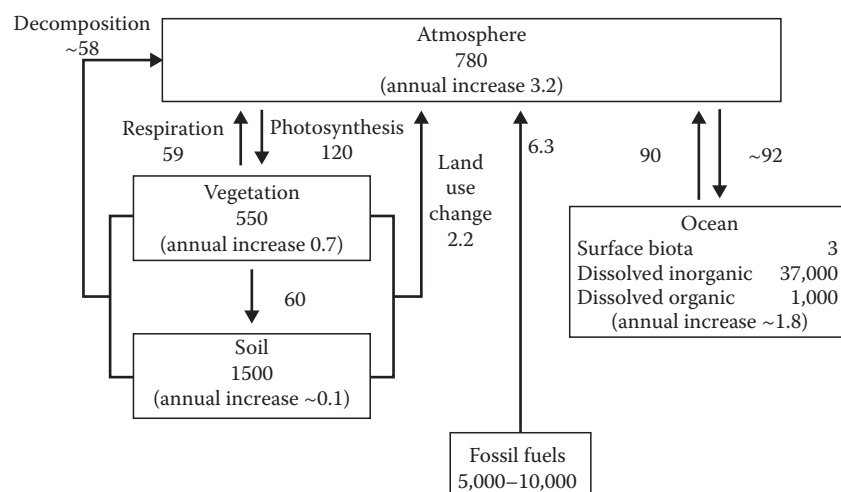 Decomposition
~58
Atmosphere
780
(annual increase 3.2)
Respiration
59
Photosynthesis
120
Land
use
change
2.2
6.3
90
~92
Vegetation
550
(annual increase 0.7)
60
Soil
1500
(annual increase ~0.1)
Ocean
Surface biota 3
Dissolved inorganic 37,000
Dissolved organic 1,000
(annual increase ~1.8)
Fossil fuels
5,000–10,000